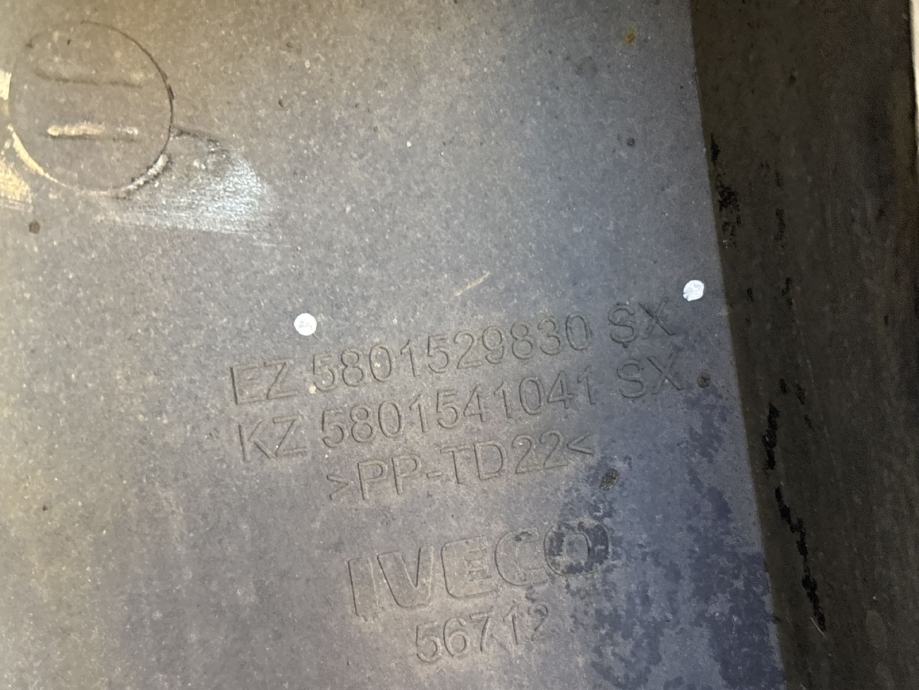 EZ 5801529830 SX
KZ 5801541041 SX
>PP-TD22<
IVECO
56712